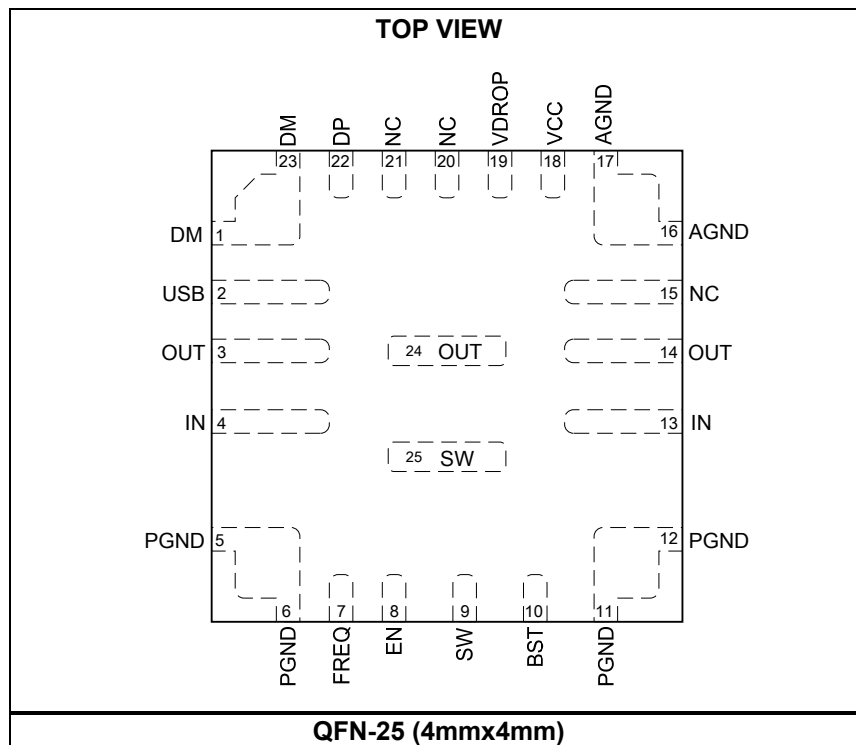 TOP VIEW
DM DP NC NC VDROP VCC AGND
23 22 21 20 19 18 17
DM 1 16 AGND
USB 2 15 NC
OUT 3 24 OUT 14 OUT
IN 4 13 IN
25 SW
PGND 5 12 PGND
6 7 8 9 10 11
PGND FREQ EN SW BST PGND
QFN-25 (4mmx4mm)